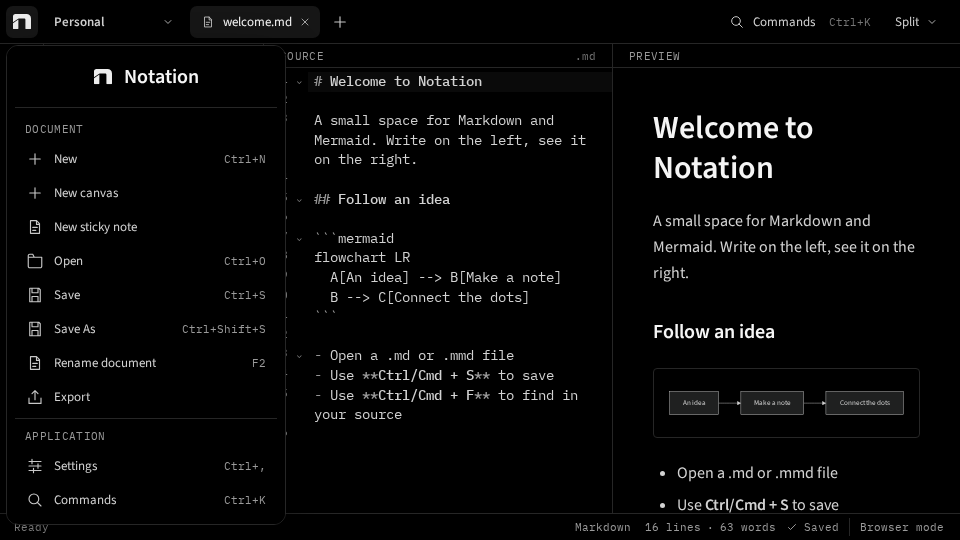 Personal
welcome.md
Commands Ctrl+K
Split
Notation
DOCUMENT
New Ctrl+N
New canvas
New sticky note
Open Ctrl+O
Save Ctrl+S
Save As Ctrl+Shift+S
Rename document F2
Export
APPLICATION
Settings Ctrl+,
Commands Ctrl+K
OURCE .md
# Welcome to Notation
A small space for Markdown and
Mermaid. Write on the left, see it
on the right.
## Follow an idea
```mermaid
flowchart LR
A[An idea] --> B[Make a note]
B --> C[Connect the dots]
```
- Open a .md or .mmd file
- Use **Ctrl/Cmd + S** to save
- Use **Ctrl/Cmd + F** to find in
your source
PREVIEW
Welcome to
Notation
A small space for Markdown and
Mermaid. Write on the left, see it on the
right.
Follow an idea
An idea
Make a note
Connect the dots
• Open a .md or .mmd file
• Use Ctrl/Cmd + S to save
Ready
Markdown 16 lines · 63 words ✓ Saved Browser mode